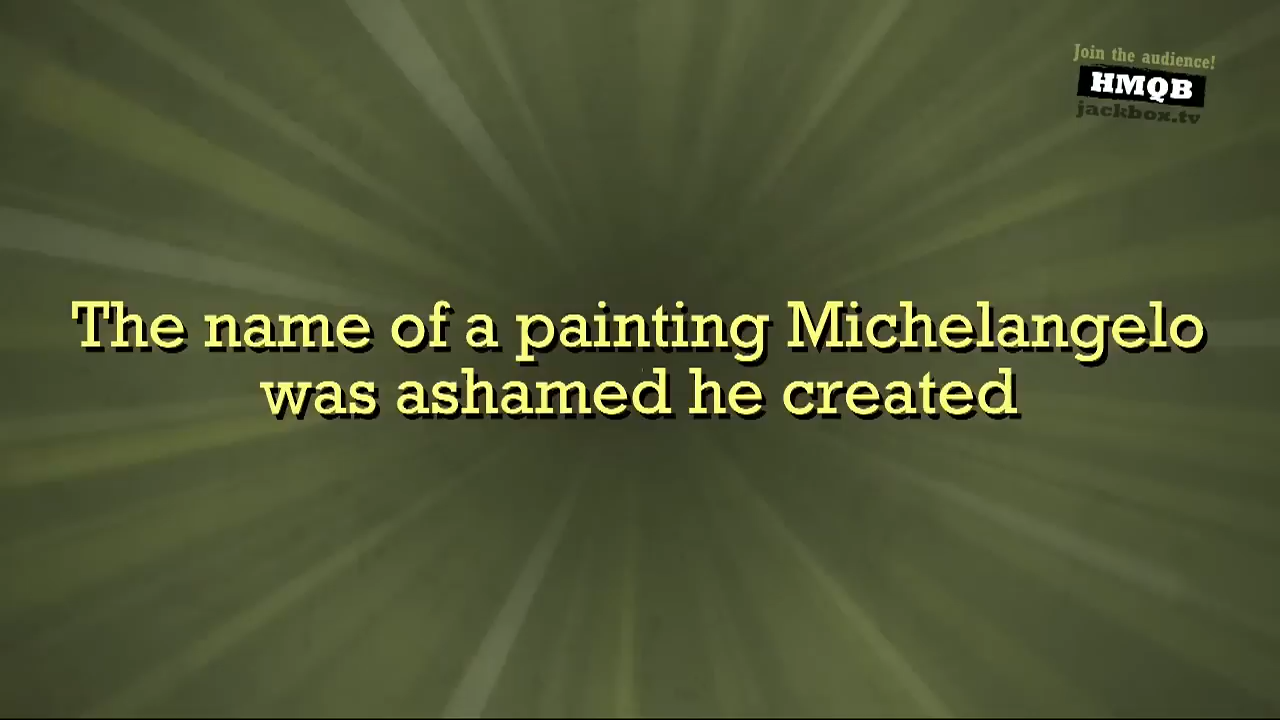 Join the audience!
HMQB
jackbox.tv
The name of a painting Michelangelo
was ashamed he created